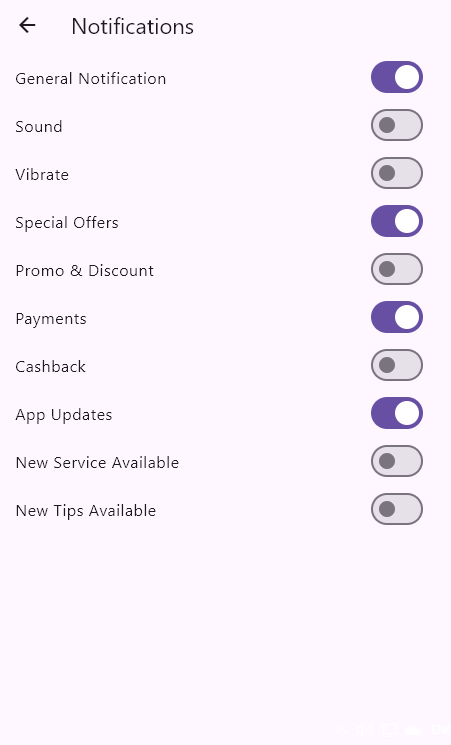 Notifications
General Notification
Sound
Vibrate
Special Offers
Promo & Discount
Payments
Cashback
App Updates
New Service Available
New Tips Available